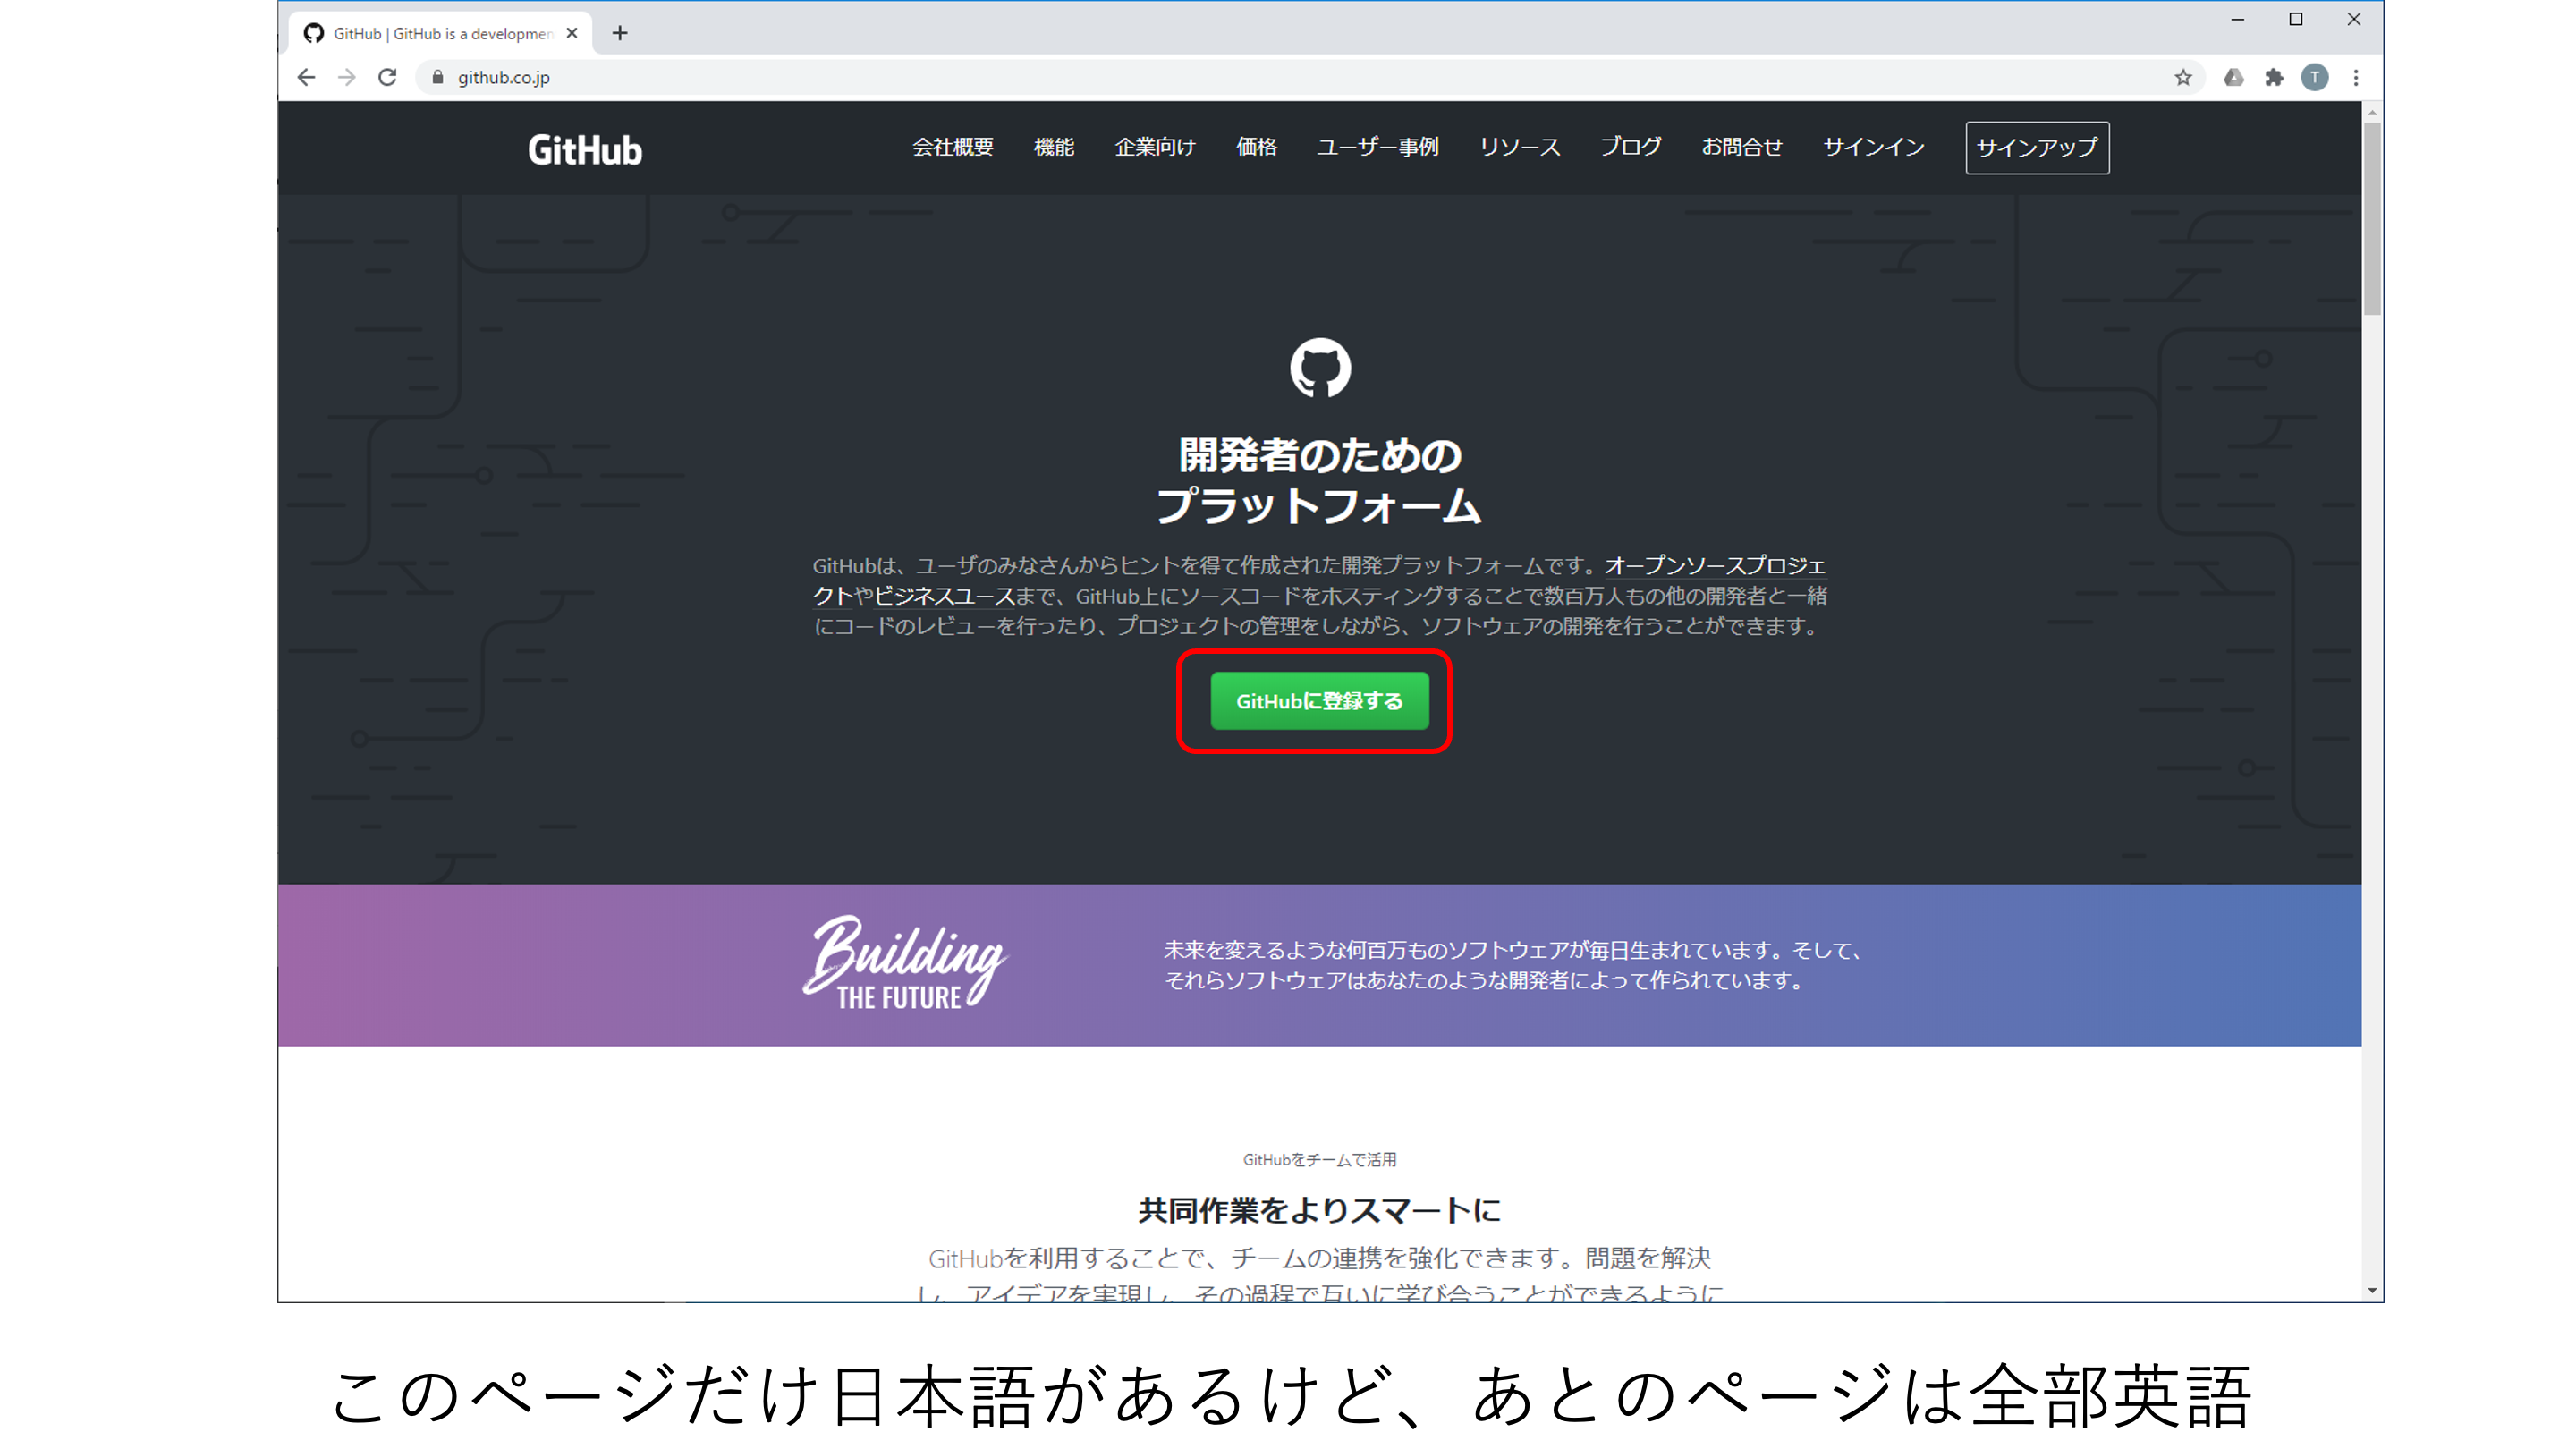 GitHub | GitHub is a developmen
github.co.jp
T
GitHub 会社概要 機能 企業向け 価格 ユーザー事例 リソース ブログ お問合せ サインイン サインアップ
開発者のための
プラットフォーム
GitHubは、ユーザのみなさんからヒントを得て作成された開発プラットフォームです。オープンソースプロジェ
クトやビジネスユースまで、GitHub上にソースコードをホスティングすることで数百万人もの他の開発者と一緒
にコードのレビューを行ったり、プロジェクトの管理をしながら、ソフトウェアの開発を行うことができます。
GitHubに登録する
Building
THE FUTURE
未来を変えるような何百万ものソフトウェアが毎日生まれています。そして、
それらソフトウェアはあなたのような開発者によって作られています。
GitHubをチームで活用
共同作業をよりスマートに
GitHubを利用することで、チームの連携を強化できます。問題を解決
し、アイデアを実現し、その過程で互いに学び合うことができるように
このページだけ日本語があるけど、あとのページは全部英語